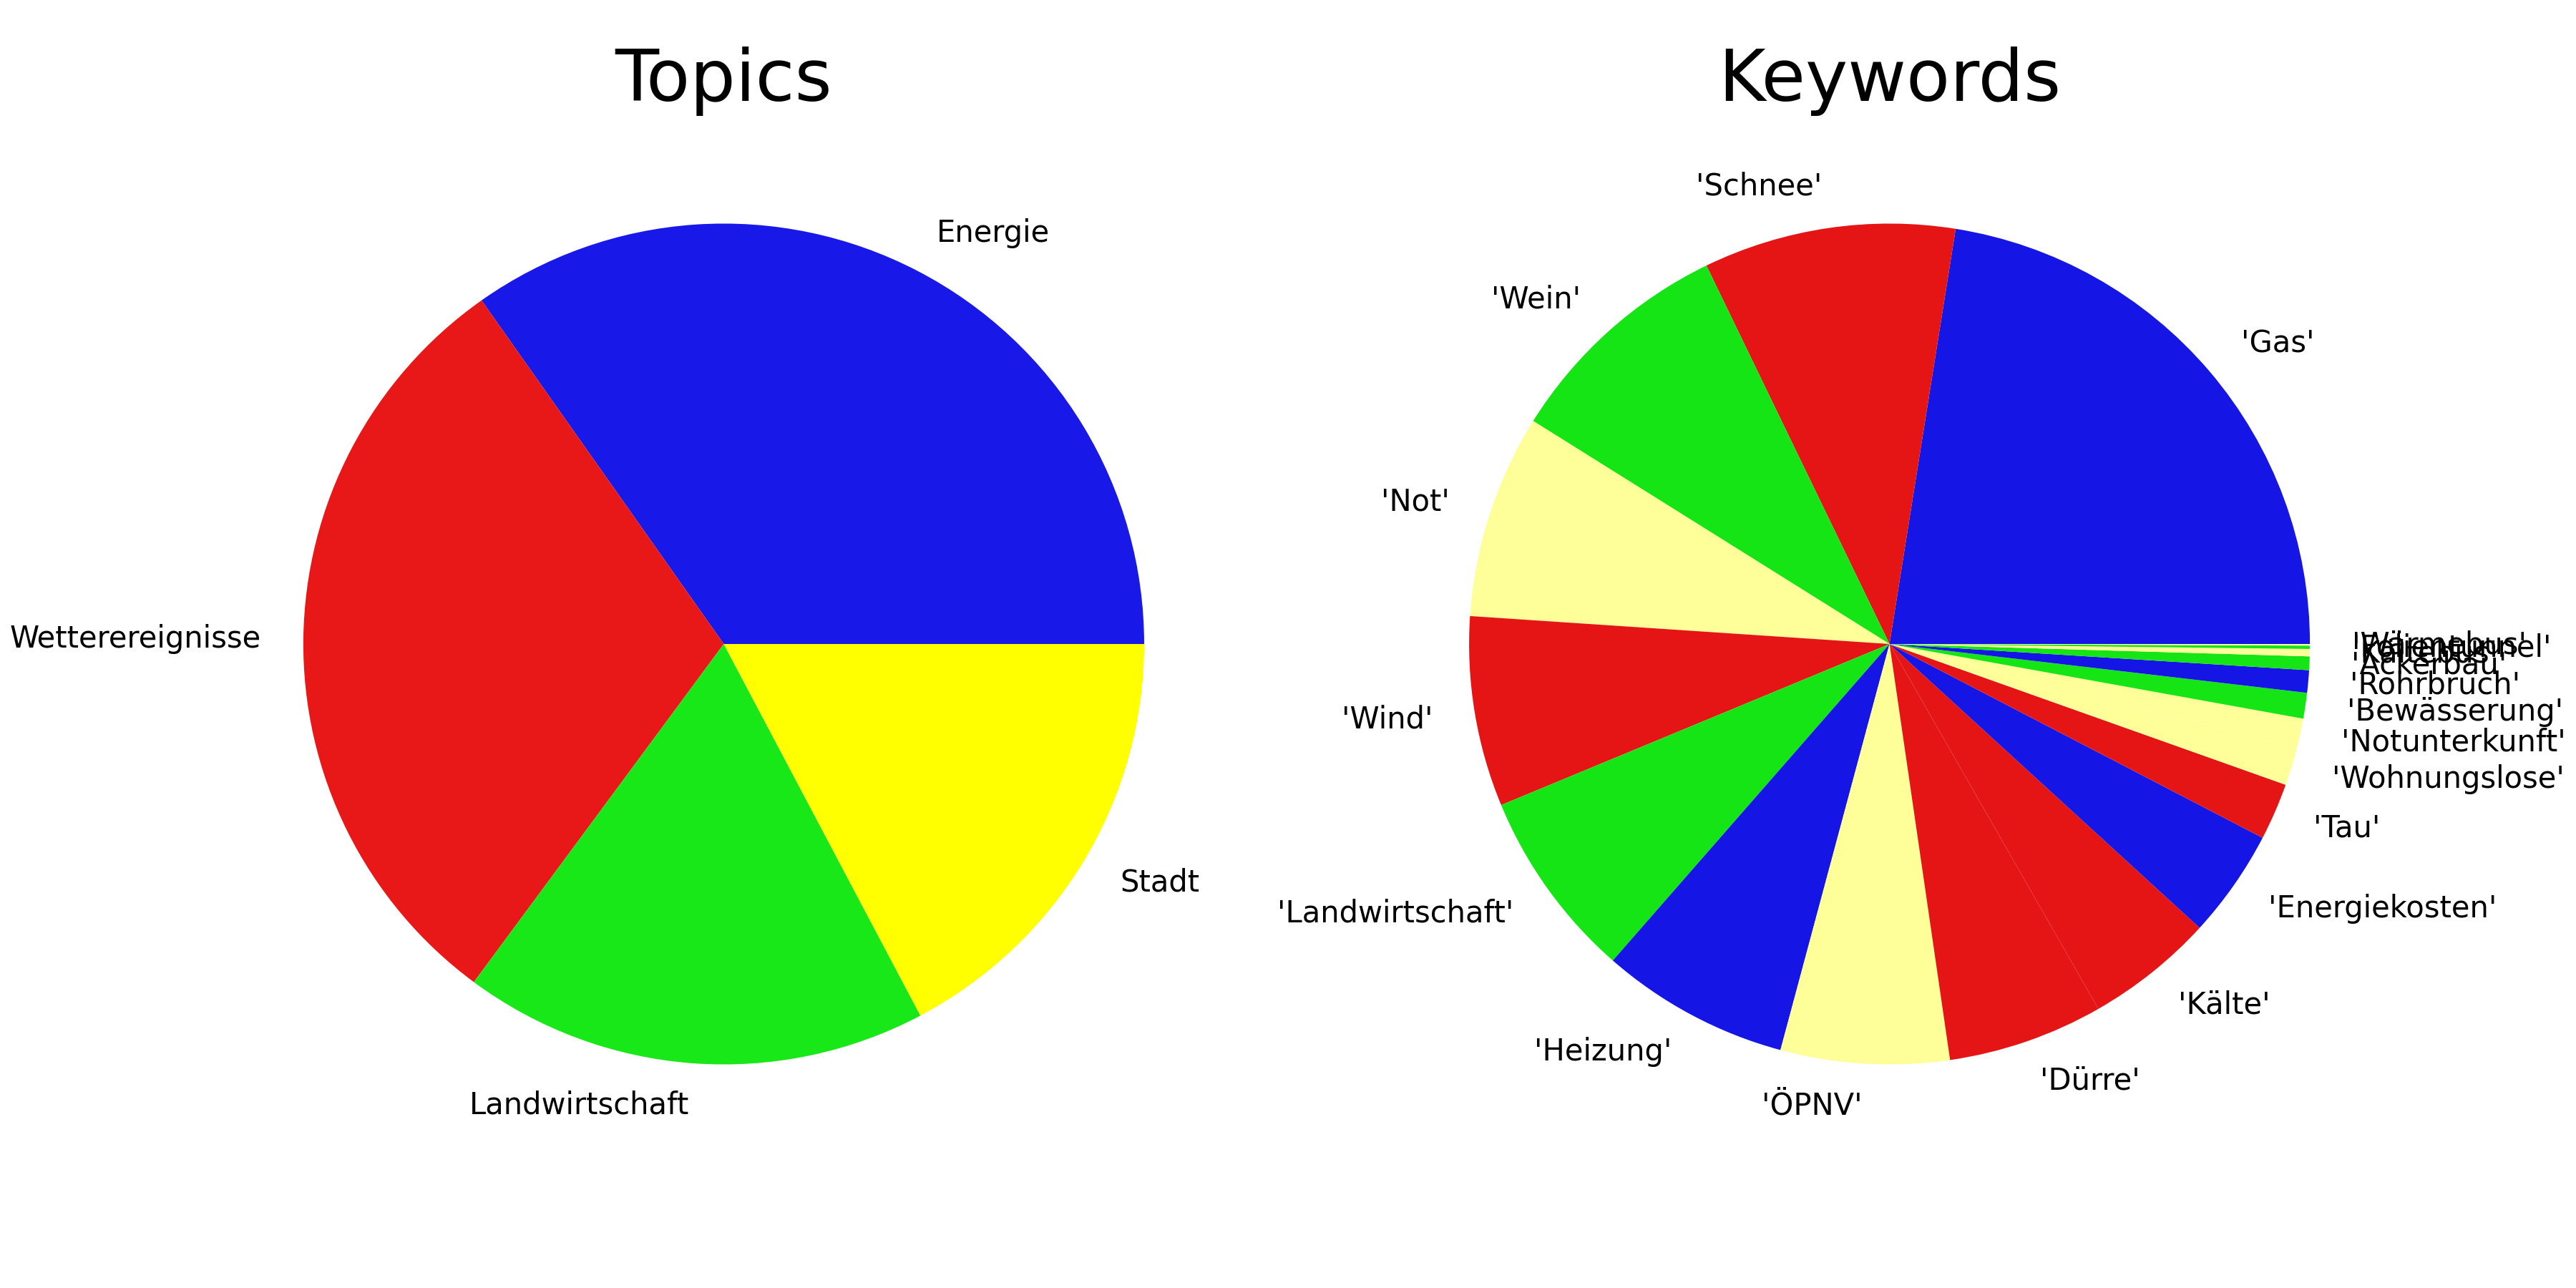 Topics
Energie
Wetterereignisse
Landwirtschaft
Stadt
Keywords
'Gas'
'Schnee'
'Wein'
'Not'
'Wind'
'Landwirtschaft'
'Heizung'
'ÖPNV'
'Dürre'
'Kälte'
'Energiekosten'
'Tau'
'Wohnungslose'
'Notunterkunft'
'Bewässerung'
'Rohrbruch'
'Ackerbau'
'Wärmebus'